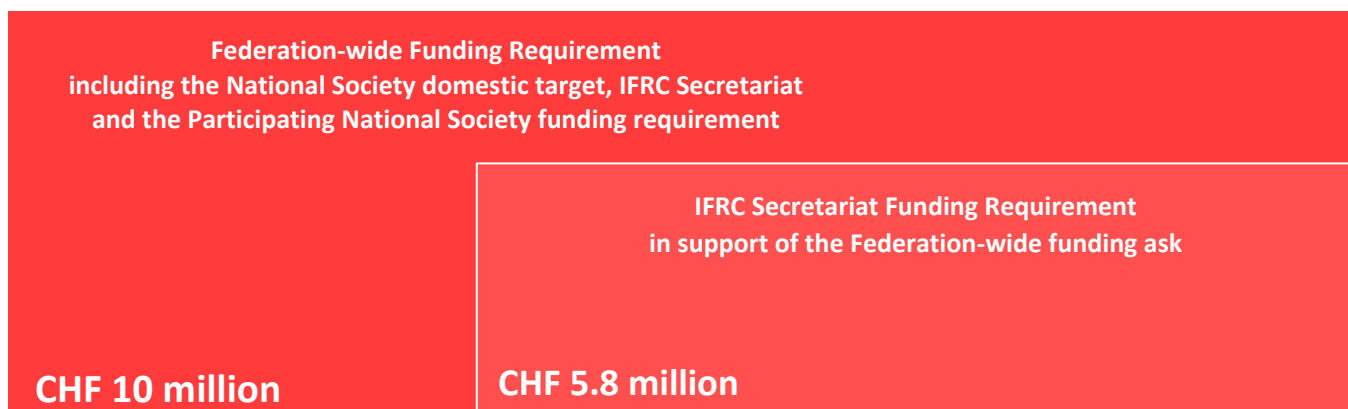 Federation-wide Funding Requirement
including the National Society domestic target, IFRC Secretariat
and the Participating National Society funding requirement
IFRC Secretariat Funding Requirement
in support of the Federation-wide funding ask
CHF 10 million
CHF 5.8 million